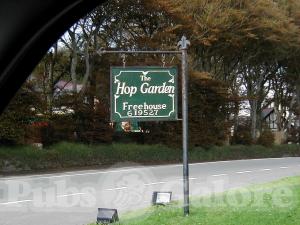 The
Hop Garden
Freehouse
619527
Pubs Galore